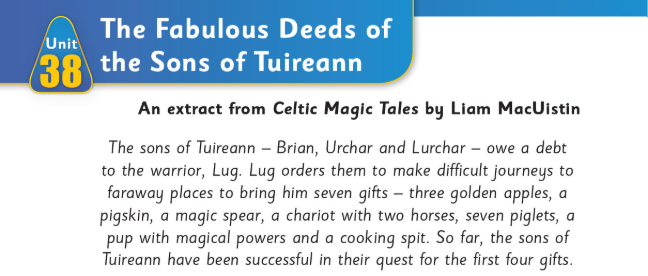 Unit
38
The Fabulous Deeds of
the Sons of Tuireann
An extract from Celtic Magic Tales by Liam MacUistin
The sons of Tuireann – Brian, Urchar and Lurchar – owe a debt
to the warrior, Lug. Lug orders them to make difficult journeys to
faraway places to bring him seven gifts – three golden apples, a
pigskin, a magic spear, a chariot with two horses, seven piglets, a
pup with magical powers and a cooking spit. So far, the sons of
Tuireann have been successful in their quest for the first four gifts.